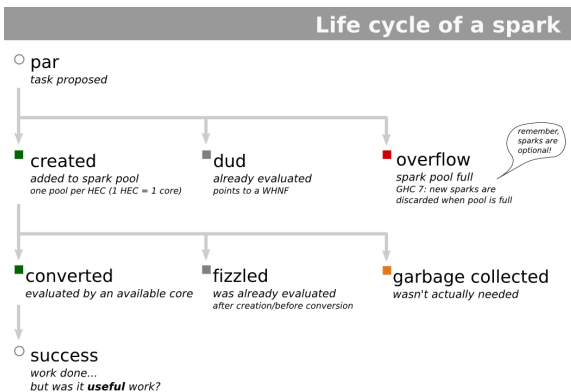 Life cycle of a spark
par
task proposed
created
added to spark pool
one pool per HEC (1 HEC = 1 core)
dud
already evaluated
points to a WHNF
overflow
spark pool full
GHC 7: new sparks are
discarded when pool is full
remember,
sparks are
optional!
converted
evaluated by an available core
fizzled
was already evaluated
after creation/before conversion
garbage collected
wasn't actually needed
success
work done...
but was it useful work?